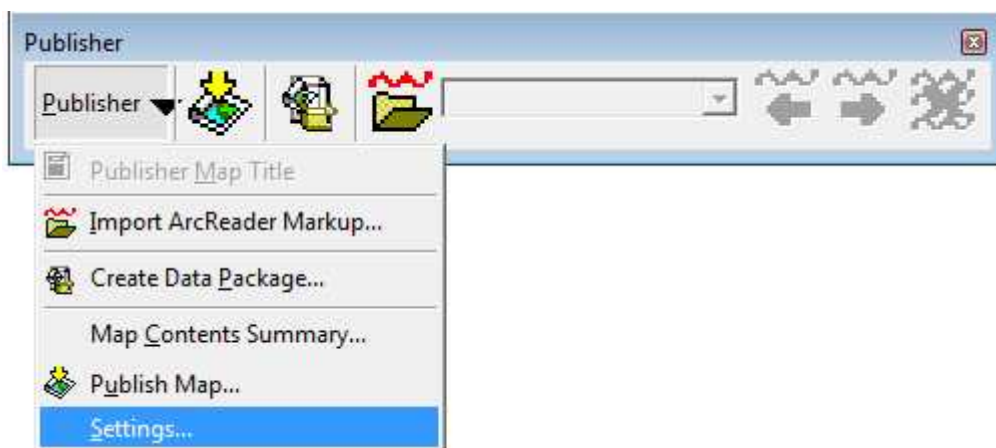 Publisher
Publisher
Publisher Map Title
Import ArcReader Markup...
Create Data Package...
Map Contents Summary...
Publish Map...
Settings...